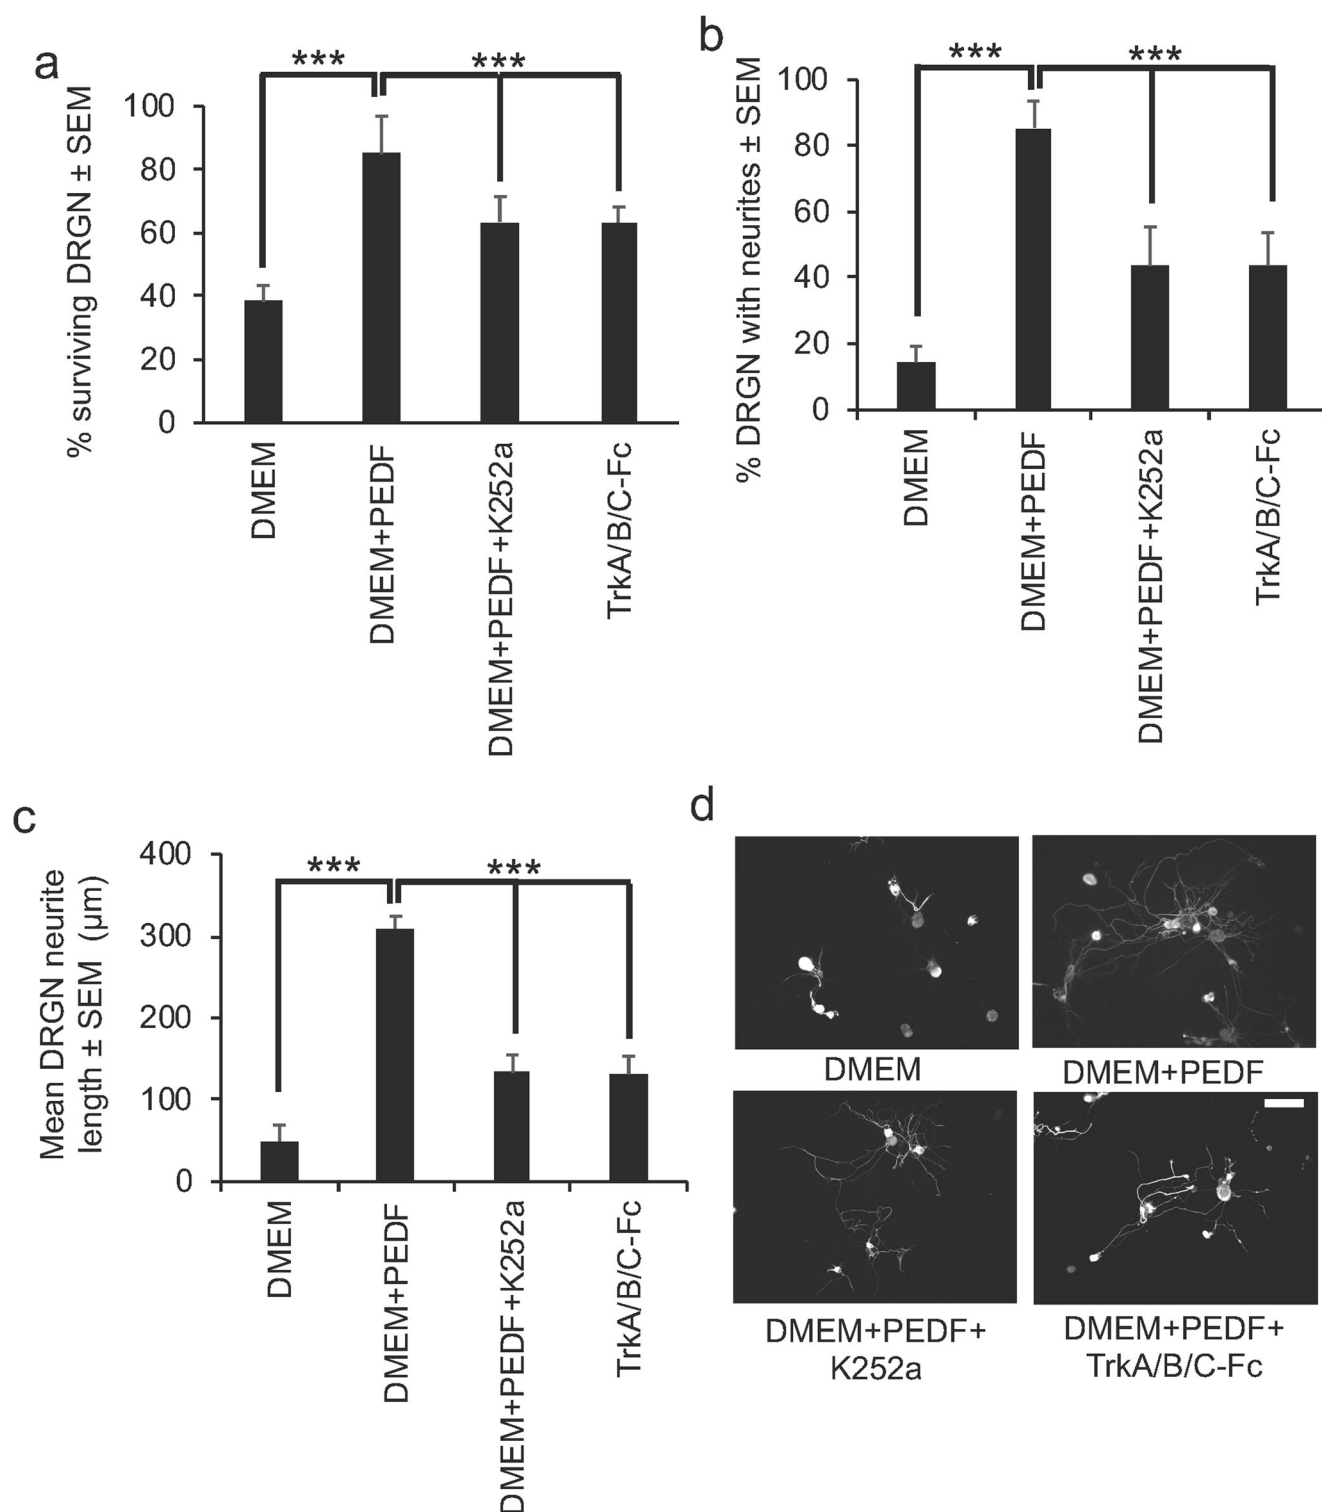 a
% surviving DRGN ± SEM
100
80
60
40
20
0
***
***
DMEM
DMEM+PEDF
DMEM+PEDF+K252a
TrkA/B/C-Fc
b
% DRGN with neurites ± SEM
100
80
60
40
20
0
***
***
DMEM
DMEM+PEDF
DMEM+PEDF+K252a
TrkA/B/C-Fc
c
Mean DRGN neurite
length ± SEM (µm)
400
300
200
100
0
***
***
DMEM
DMEM+PEDF
DMEM+PEDF+K252a
TrkA/B/C-Fc
d
DMEM
DMEM+PEDF
DMEM+PEDF+
K252a
DMEM+PEDF+
TrkA/B/C-Fc